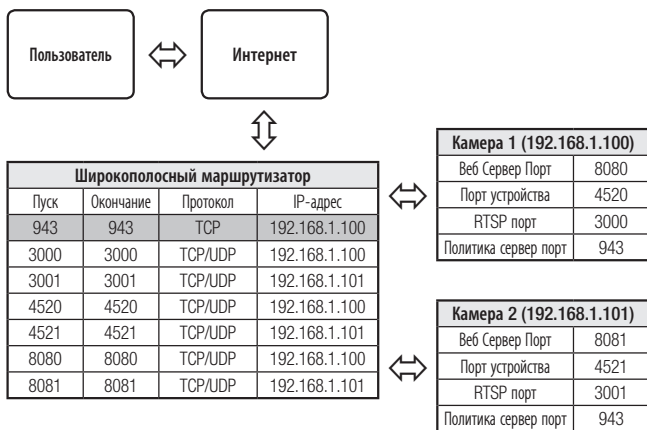 Пользователь
Интернет
Широкополосный маршрутизатор
Пуск Окончание Протокол IP-адрес
943 943 TCP 192.168.1.100
3000 3000 TCP/UDP 192.168.1.100
3001 3001 TCP/UDP 192.168.1.101
4520 4520 TCP/UDP 192.168.1.100
4521 4521 TCP/UDP 192.168.1.101
8080 8080 TCP/UDP 192.168.1.100
8081 8081 TCP/UDP 192.168.1.101
Камера 1 (192.168.1.100)
Веб Сервер Порт 8080
Порт устройства 4520
RTSP порт 3000
Политика сервер порт 943
Камера 2 (192.168.1.101)
Веб Сервер Порт 8081
Порт устройства 4521
RTSP порт 3001
Политика сервер порт 943